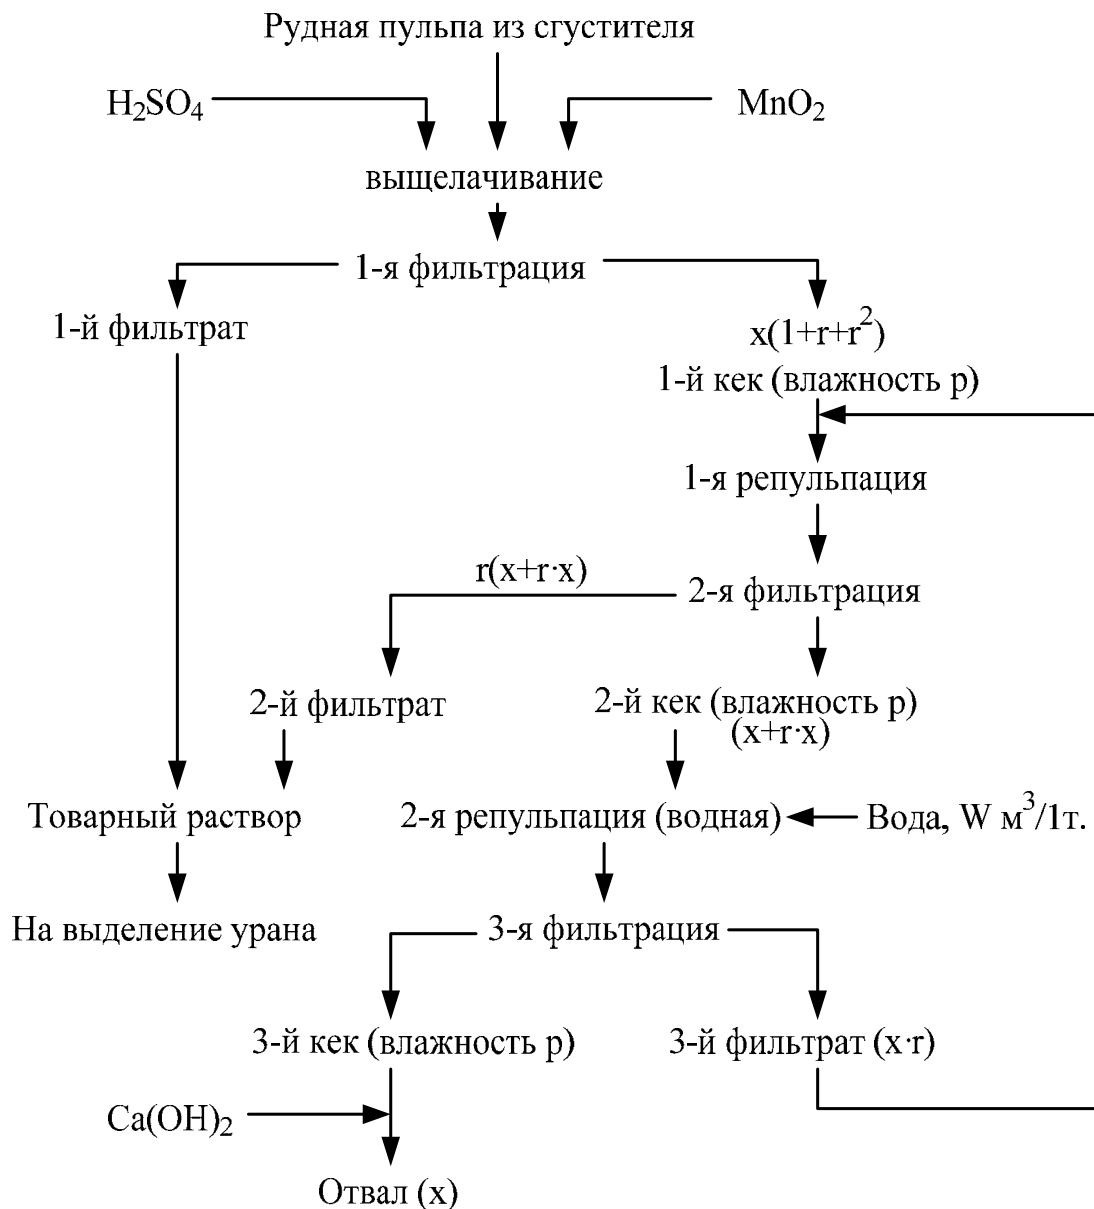 Рудная пульпа из сгустителя
H₂SO₄
MnO₂
выщелачивание
1-я фильтрация
1-й фильтрат
x(1+r+r²)
1-й кек (влажность p)
1-я репульпация
r(x+r·x)
2-я фильтрация
2-й фильтрат
2-й кек (влажность p)
(x+r·x)
Товарный раствор
2-я репульпация (водная)
Вода, W м³/1т.
На выделение урана
3-я фильтрация
3-й кек (влажность p)
3-й фильтрат (x·r)
Ca(OH)₂
Отвал (x)